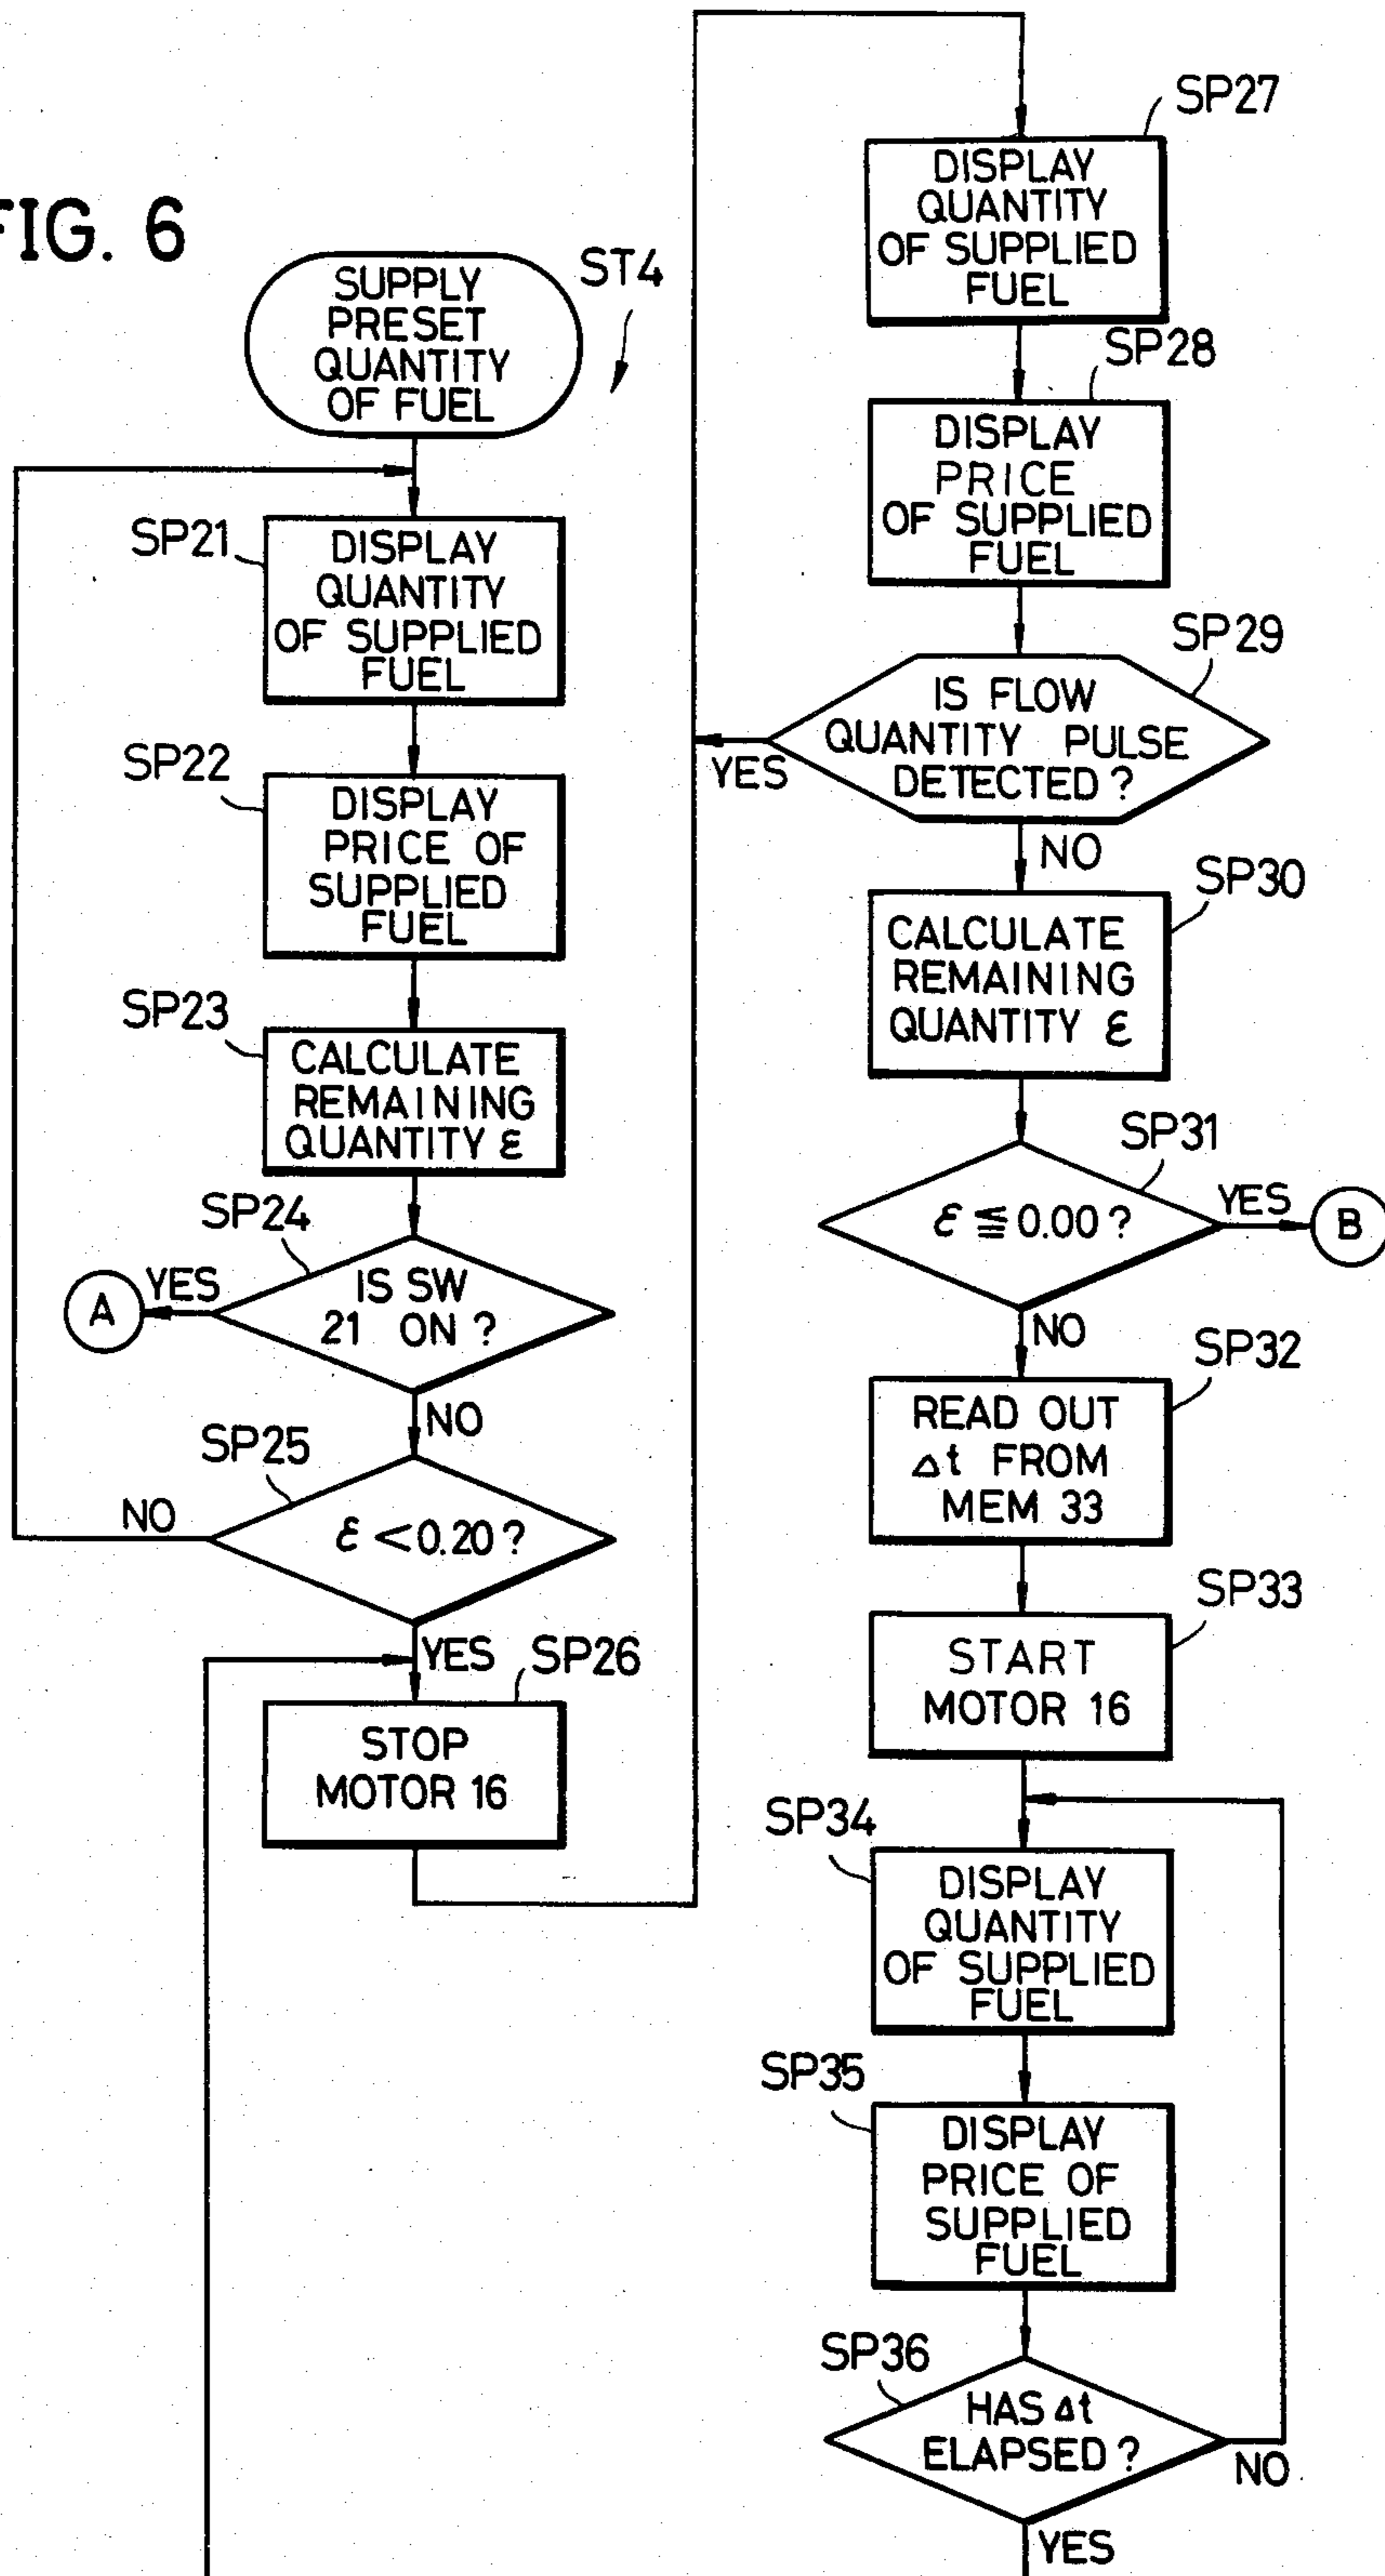 FIG. 6
SUPPLY
PRESET
QUANTITY
OF FUEL
ST4
SP21
DISPLAY
QUANTITY
OF SUPPLIED
FUEL
SP22
DISPLAY
PRICE OF
SUPPLIED
FUEL
SP23
CALCULATE
REMAINING
QUANTITY ε
SP24
IS SW
21 ON ?
YES
A
NO
SP25
ε < 0.20 ?
NO
YES
SP26
STOP
MOTOR 16
SP27
DISPLAY
QUANTITY
OF SUPPLIED
FUEL
SP28
DISPLAY
PRICE
OF SUPPLIED
FUEL
SP29
IS FLOW
QUANTITY PULSE
DETECTED ?
YES
NO
SP30
CALCULATE
REMAINING
QUANTITY ε
SP31
ε ≦ 0.00 ?
YES
B
NO
SP32
READ OUT
Δt FROM
MEM 33
SP33
START
MOTOR 16
SP34
DISPLAY
QUANTITY
OF SUPPLIED
FUEL
SP35
DISPLAY
PRICE OF
SUPPLIED
FUEL
SP36
HAS Δt
ELAPSED ?
NO
YES